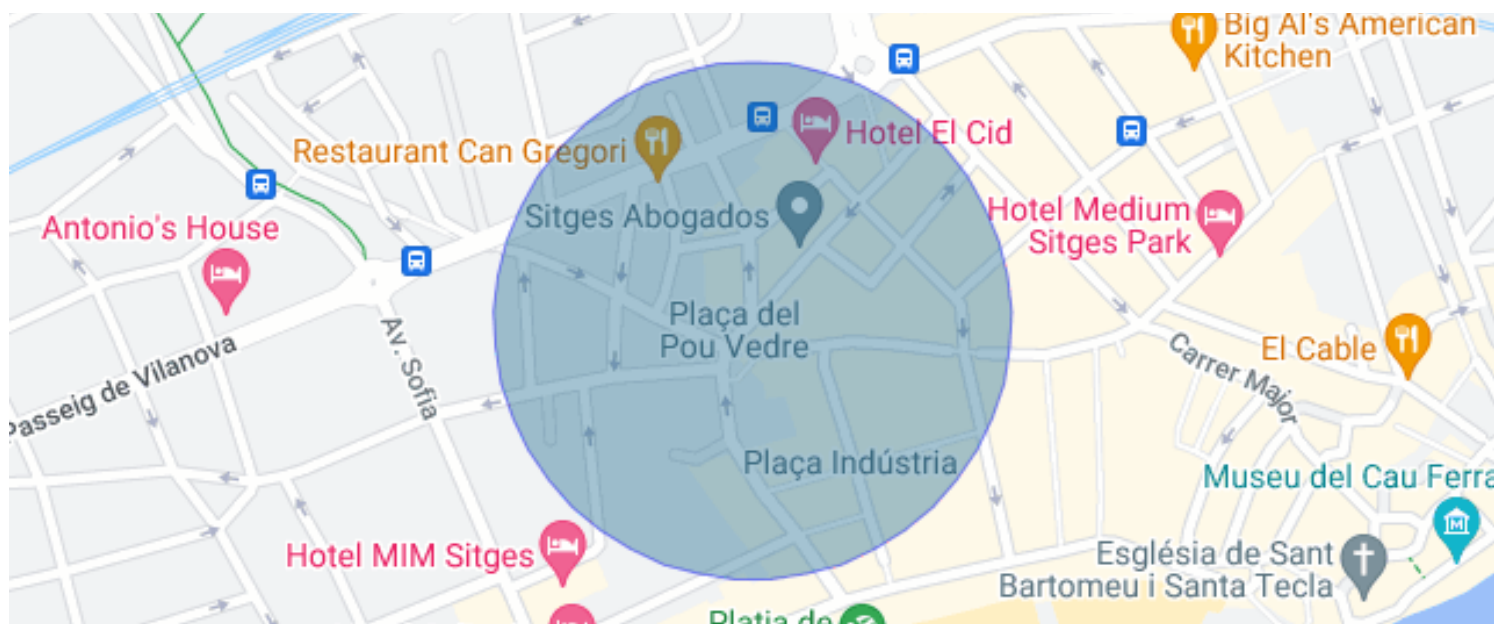 Big Al's American
Kitchen
Hotel El Cid
Restaurant Can Gregori
Sitges Abogados
Hotel Medium
Sitges Park
Antonio's House
Plaça del
Pou Vedre
El Cable
Passeig de Vilanova
Av. Sofia
Carrer Major
Plaça Indústria
Museu del Cau Ferra
Hotel MIM Sitges
Església de Sant
Bartomeu i Santa Tecla
Platja de